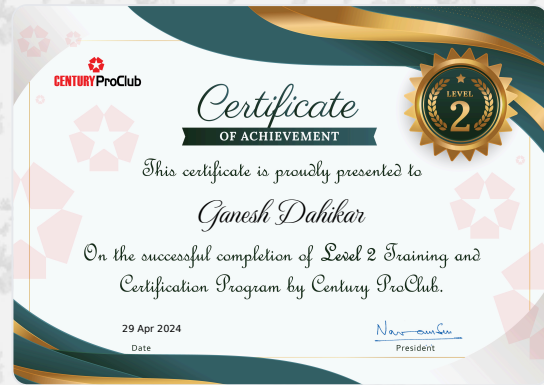 CENTURY ProClub
Certificate
OF ACHIEVEMENT
LEVEL
2
This certificate is proudly presented to
Ganesh Dahikar
On the successful completion of Level 2 Training and
Certification Program by Century ProClub.
29 Apr 2024
Date
President